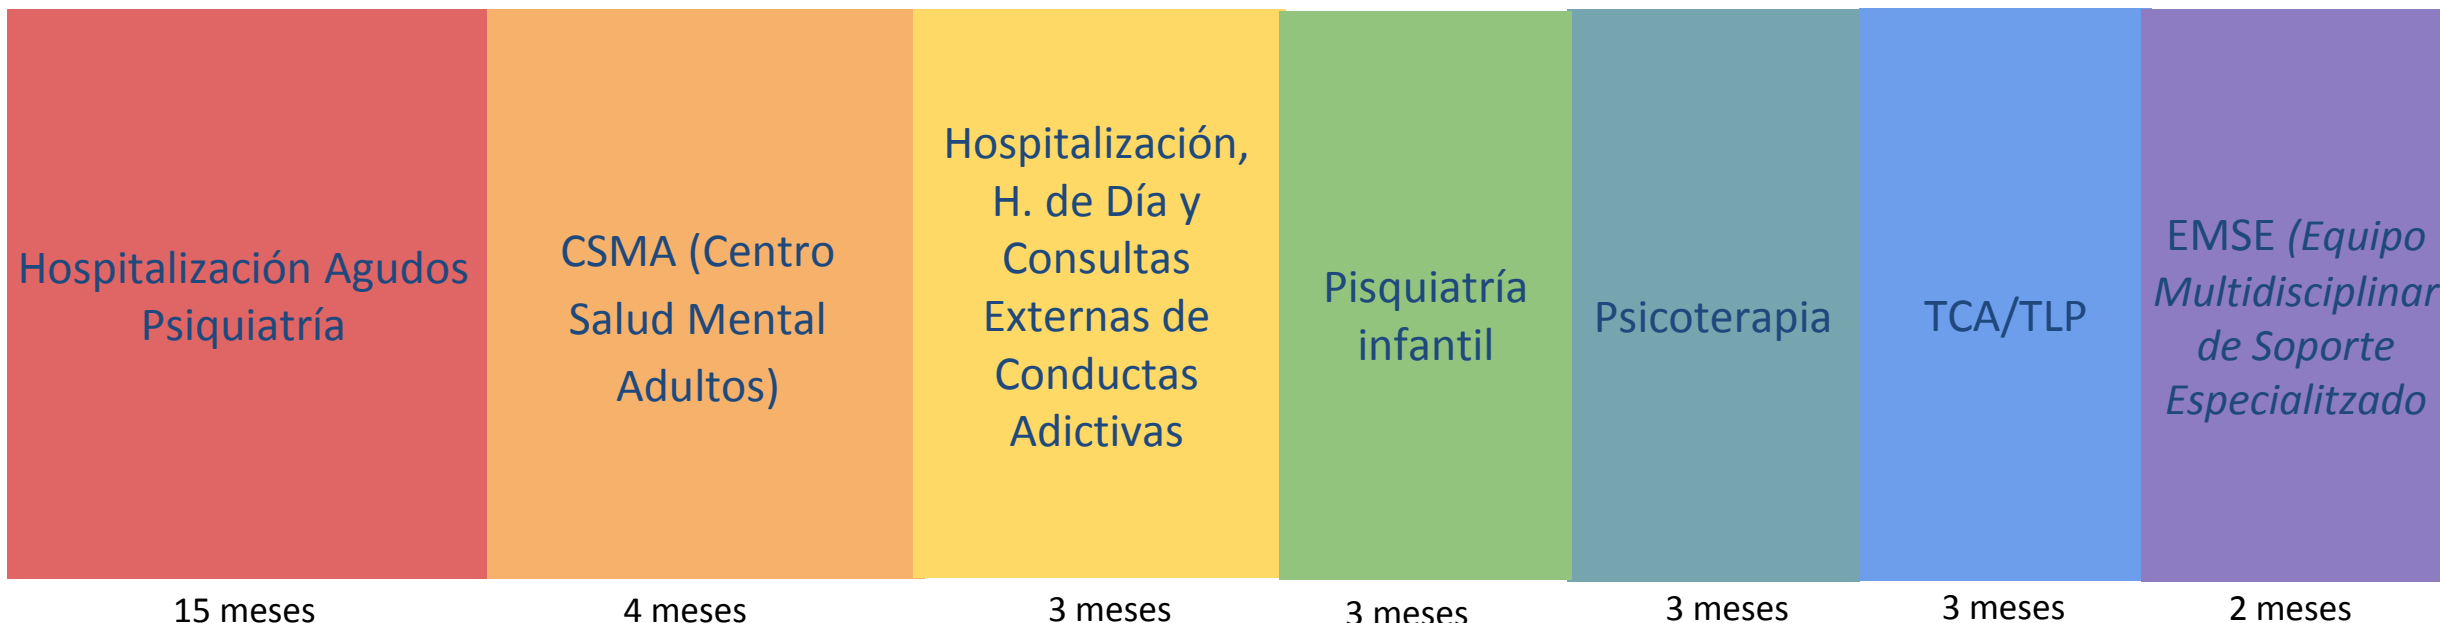 Hospitalización Agudos
Psiquiatría
CSMA (Centro
Salud Mental
Adultos)
Hospitalización,
H. de Día y
Consultas
Externas de
Conductas
Adictivas
Pisquiatría
infantil
Psicoterapia
TCA/TLP
EMSE (Equipo
Multidisciplinar
de Soporte
Especialitzado
15 meses
4 meses
3 meses
3 meses
3 meses
3 meses
2 meses